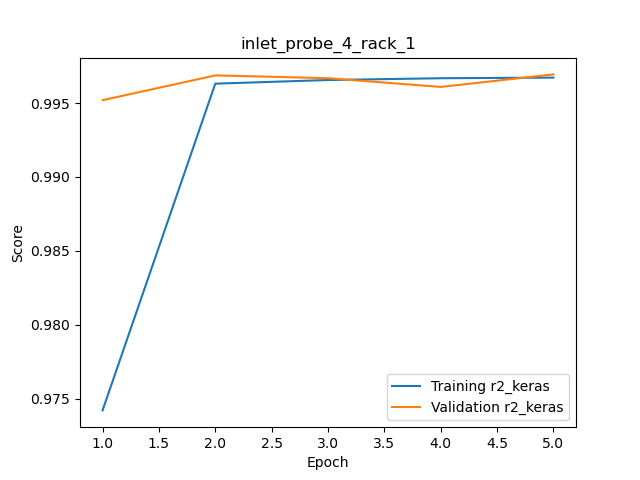 inlet_probe_4_rack_1
Score
0.995
0.990
0.985
0.980
0.975
1.0 1.5 2.0 2.5 3.0 3.5 4.0 4.5 5.0
Epoch
Training r2_keras
Validation r2_keras